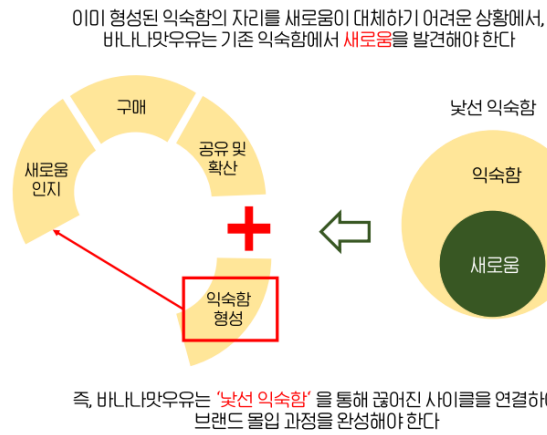 이미 형성된 익숙함의 자리를 새로움이 대체하기 어려운 상황에서,
바나나맛우유는 기존 익숙함에서 새로움을 발견해야 한다
구매
공유 및
확산
새로움
인지
익숙함
형성
낯선 익숙함
익숙함
새로움
즉, 바나나맛우유는 ‘낯선 익숙함‘ 을 통해 끊어진 사이클을 연결하
브랜드 몰입 과정을 완성해야 한다